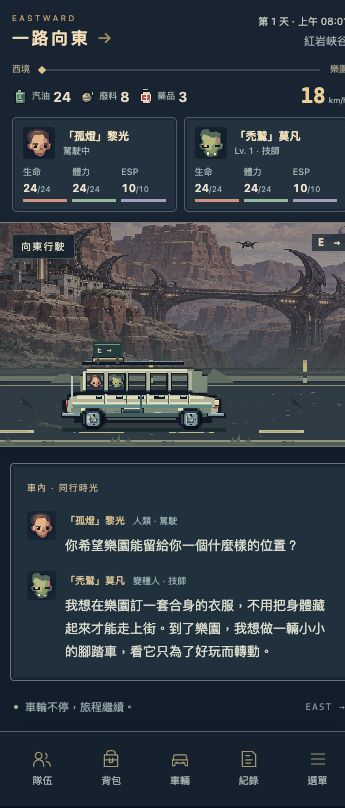 EASTWARD
一路向東 →
第 1 天 · 上午 08:0
紅岩峽谷
西境
樂園
汽油 24 廢料 8 藥品 3
18 km/h
「孤燈」黎光
駕駛中
生命 體力 ESP
24/24 24/24 10/10
「禿鷲」莫凡
Lv. 1 · 技師
生命 體力 ESP
24/24 24/24 10/10
向東行駛
E →
E →
車內 · 同行時光
「孤燈」黎光 人類 · 駕駛
你希望樂園能留給你一個什麼樣的位置？
「禿鷲」莫凡 變種人 · 技師
我想在樂園訂一套合身的衣服，不用把身體藏
起來才能走上街。到了樂園，我想做一輛小小
的腳踏車，看它只為了好玩而轉動。
• 車輪不停，旅程繼續。
EAST →
隊伍 背包 車輛 紀錄 選單